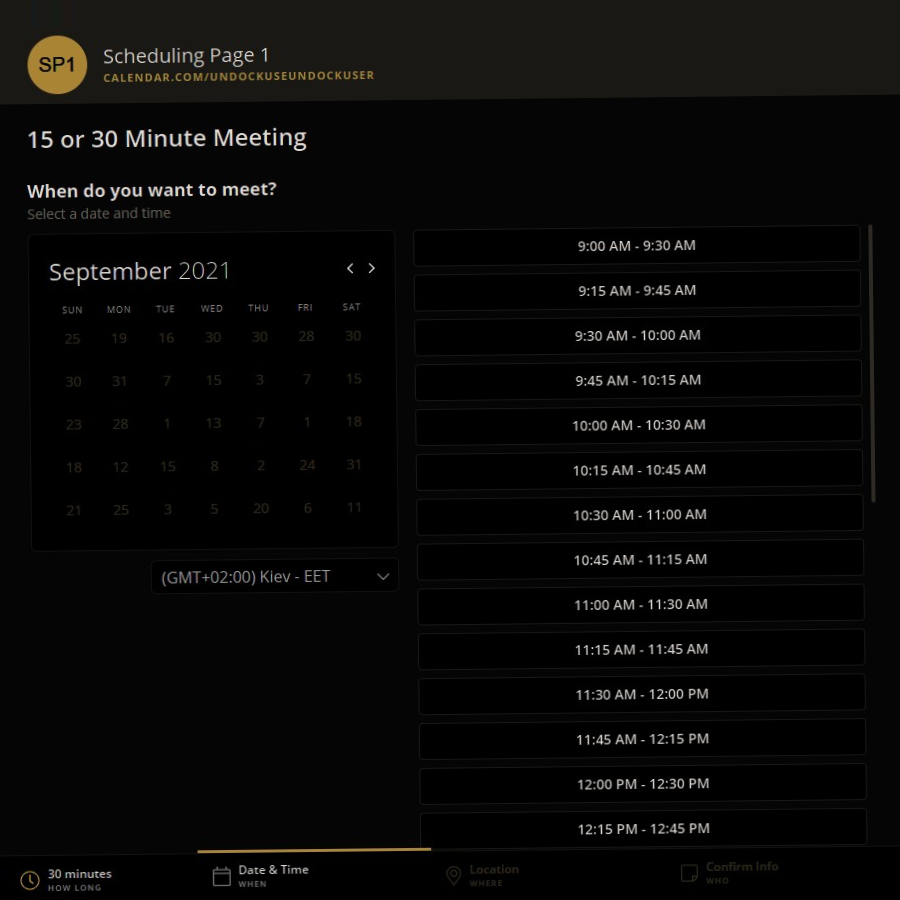 SP1
Scheduling Page 1
CALENDAR.COM/UNDOCKUSEUNDOCKUSER
15 or 30 Minute Meeting
When do you want to meet?
Select a date and time
September 2021
SUN MON TUE WED THU FRI SAT
25 19 16 30 30 28 30
30 31 7 15 3 7 15
23 28 1 13 7 1 18
18 12 15 8 2 24 31
21 25 3 5 20 6 11
(GMT+02:00) Kiev - EET
9:00 AM - 9:30 AM
9:15 AM - 9:45 AM
9:30 AM - 10:00 AM
9:45 AM - 10:15 AM
10:00 AM - 10:30 AM
10:15 AM - 10:45 AM
10:30 AM - 11:00 AM
10:45 AM - 11:15 AM
11:00 AM - 11:30 AM
11:15 AM - 11:45 AM
11:30 AM - 12:00 PM
11:45 AM - 12:15 PM
12:00 PM - 12:30 PM
12:15 PM - 12:45 PM
30 minutes
HOW LONG
Date & Time
WHEN
Location
WHERE
Confirm Info
WHO